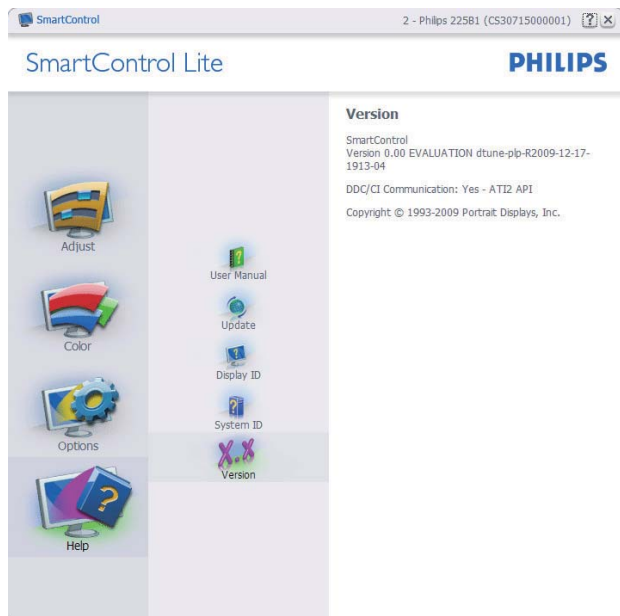 SmartControl
2 - Philips 225B1 (CS30715000001)
SmartControl Lite
PHILIPS
Adjust
Color
Options
Help
User Manual
Update
Display ID
System ID
X.X
Version
Version
SmartControl
Version 0.00 EVALUATION dtune-plp-R2009-12-17-
1913-04
DDC/CI Communication: Yes - ATI2 API
Copyright © 1993-2009 Portrait Displays, Inc.